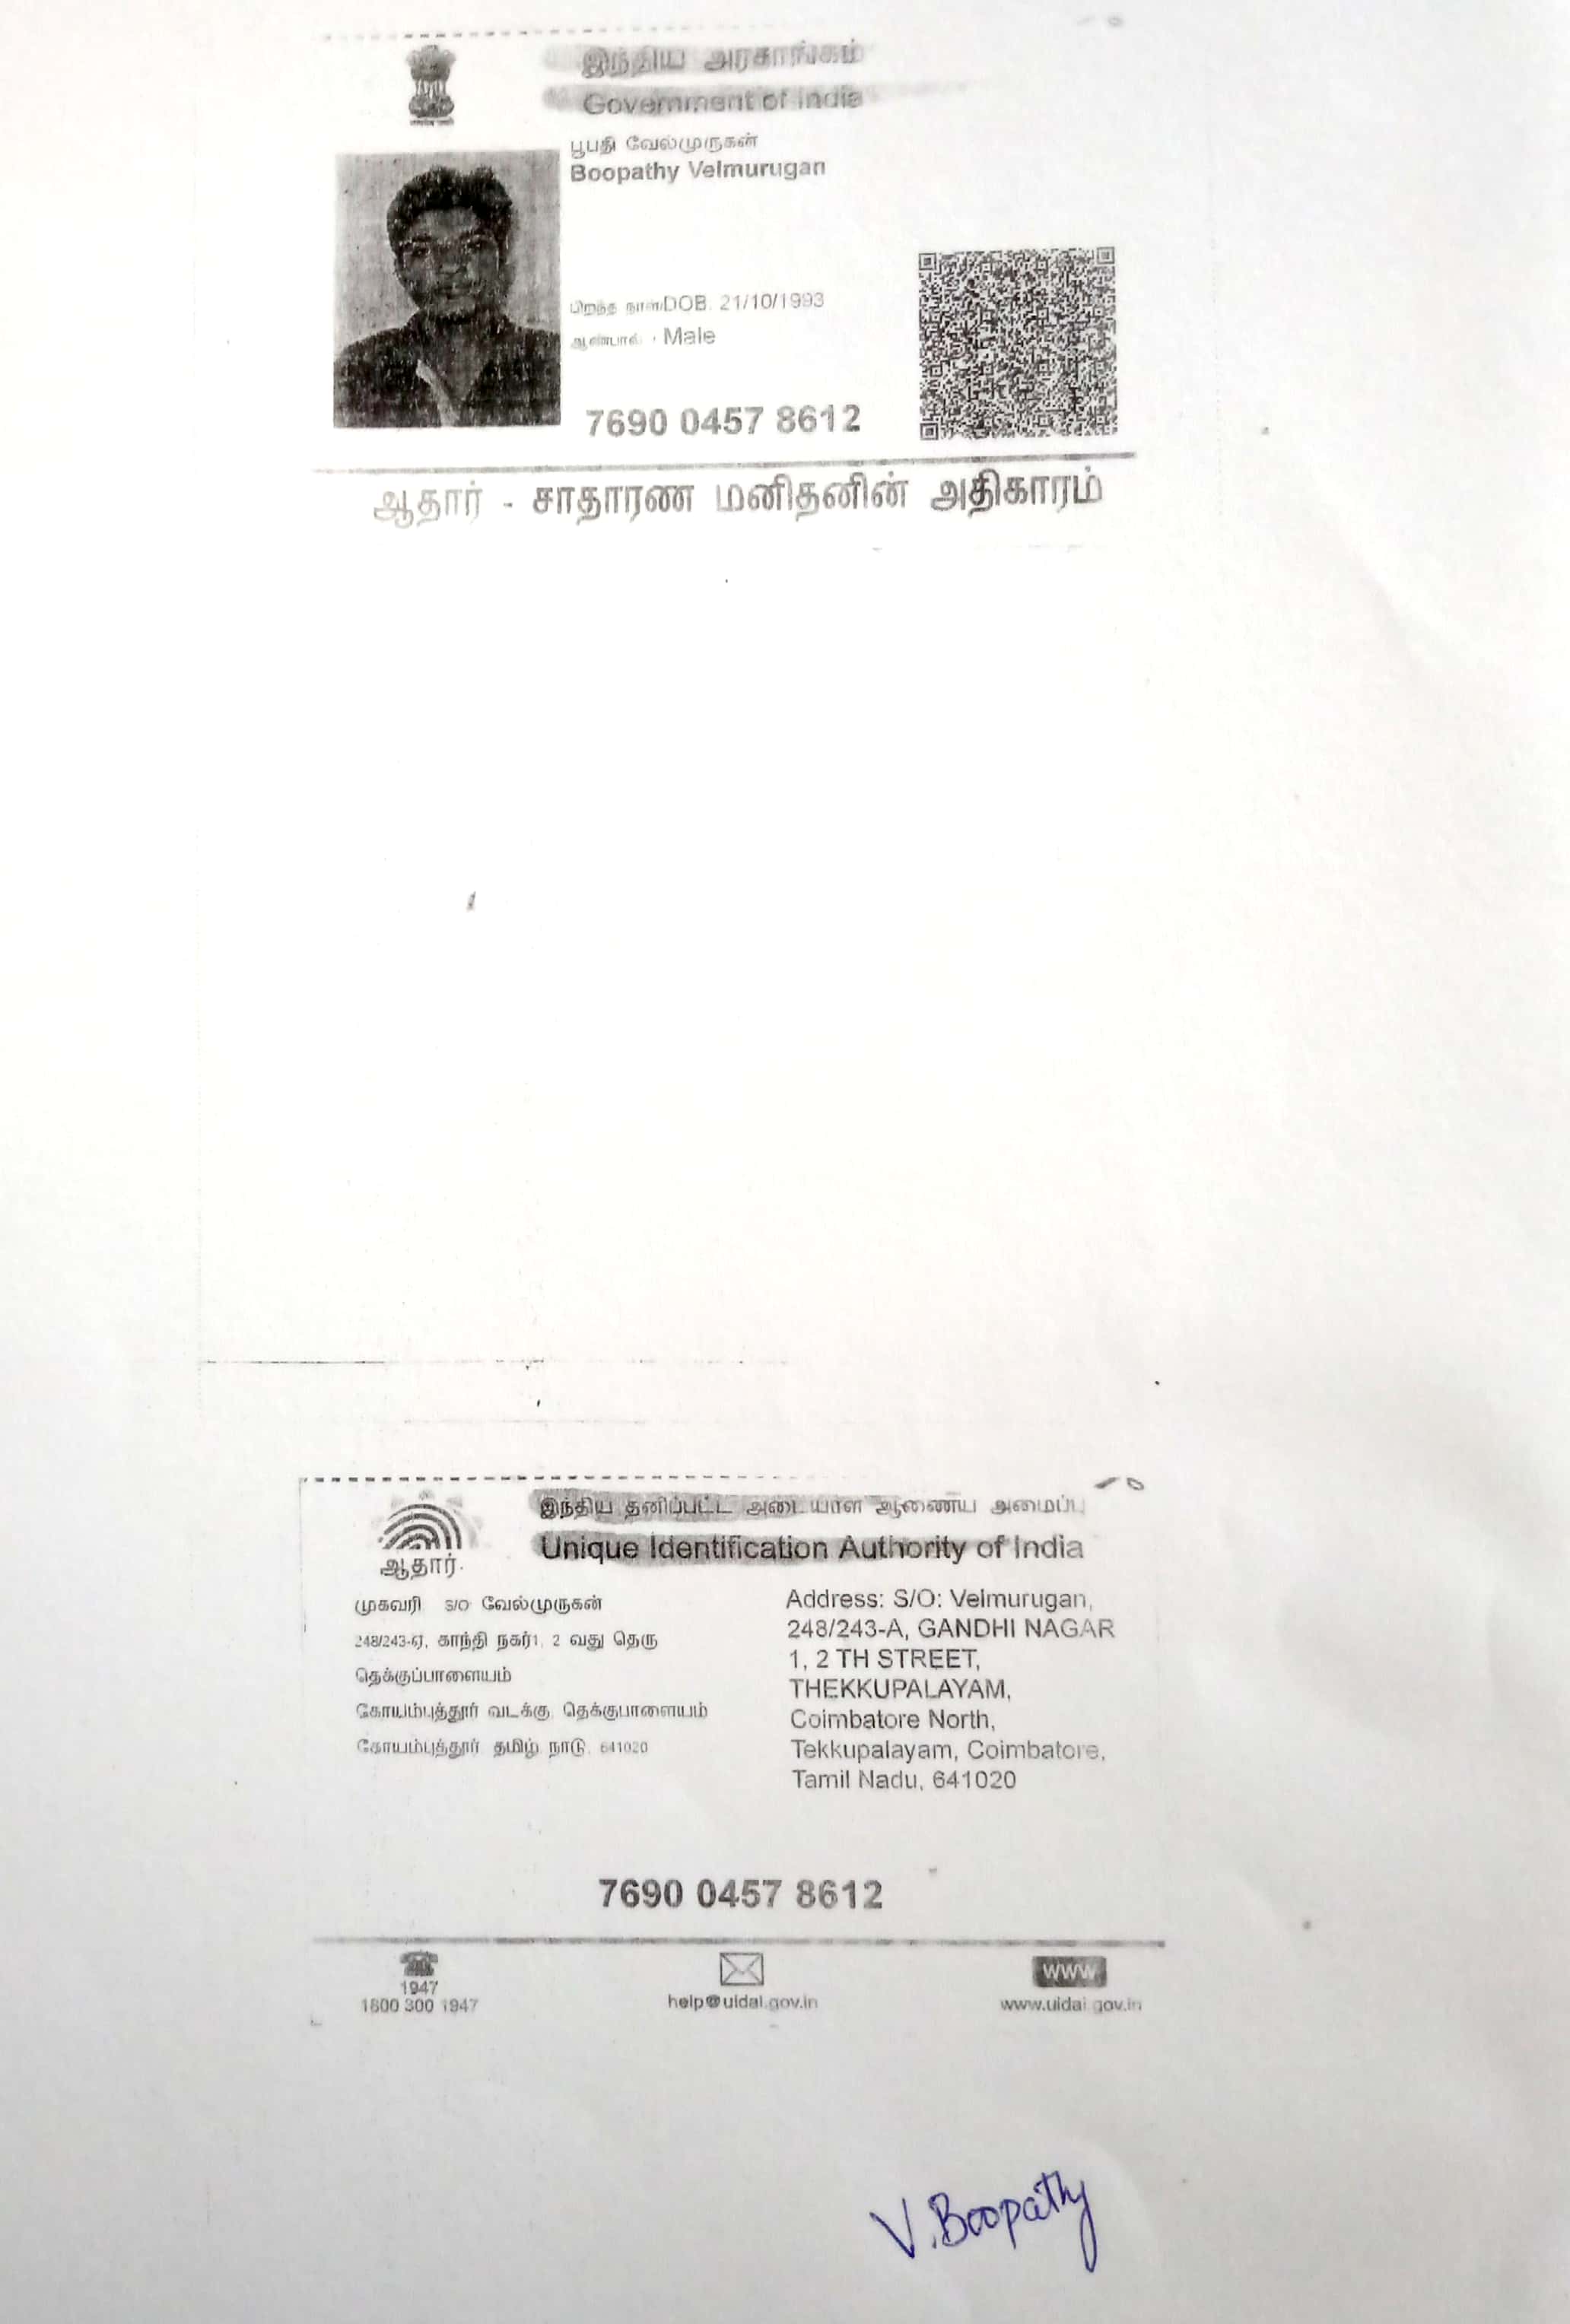 இந்திய அரசாங்கம்
Government of India
பூபதி வேல்முருகன்
Boopathy Velmurugan
பிறந்த நாள்/DOB: 21/10/1993
ஆண்பால் : Male
7690 0457 8612
ஆதார் - சாதாரண மனிதனின் அதிகாரம்
இந்திய தனிப்பட்ட அடையாள ஆணைய அமைப்பு
Unique Identification Authority of India
ஆதார்
முகவரி S/O வேல்முருகன்
248/243-ஏ, காந்தி நகர்1, 2 வது தெரு
தெக்குப்பாளையம்
கோயம்புத்தூர் வடக்கு, தெக்குபாளையம்
கோயம்புத்தூர் தமிழ் நாடு, 641020
Address: S/O: Velmurugan,
248/243-A, GANDHI NAGAR
1, 2 TH STREET,
THEKKUPALAYAM,
Coimbatore North,
Tekkupalayam, Coimbatore,
Tamil Nadu, 641020
7690 0457 8612
1947
1800 300 1947
help@uidai.gov.in
www
www.uidai.gov.in
V.Boopathy